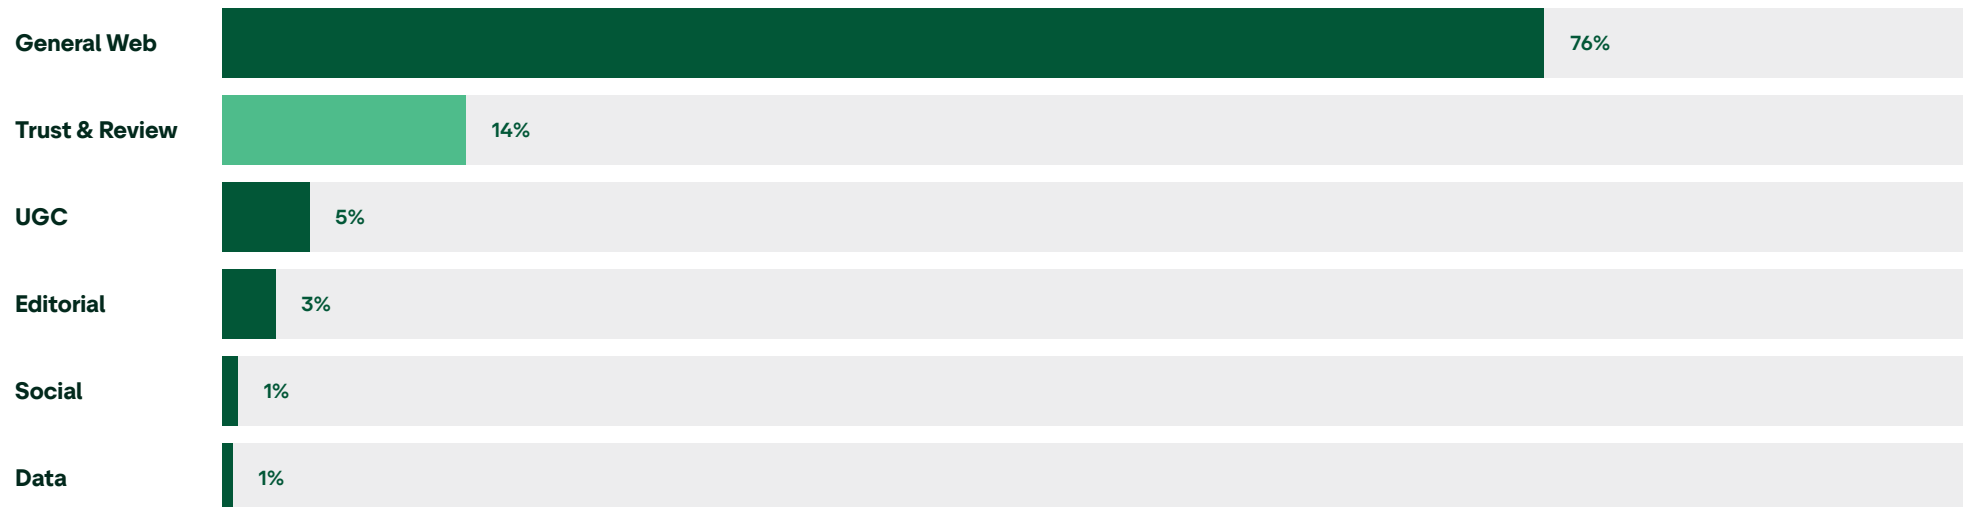 General Web 76%
Trust & Review 14%
UGC 5%
Editorial 3%
Social 1%
Data 1%